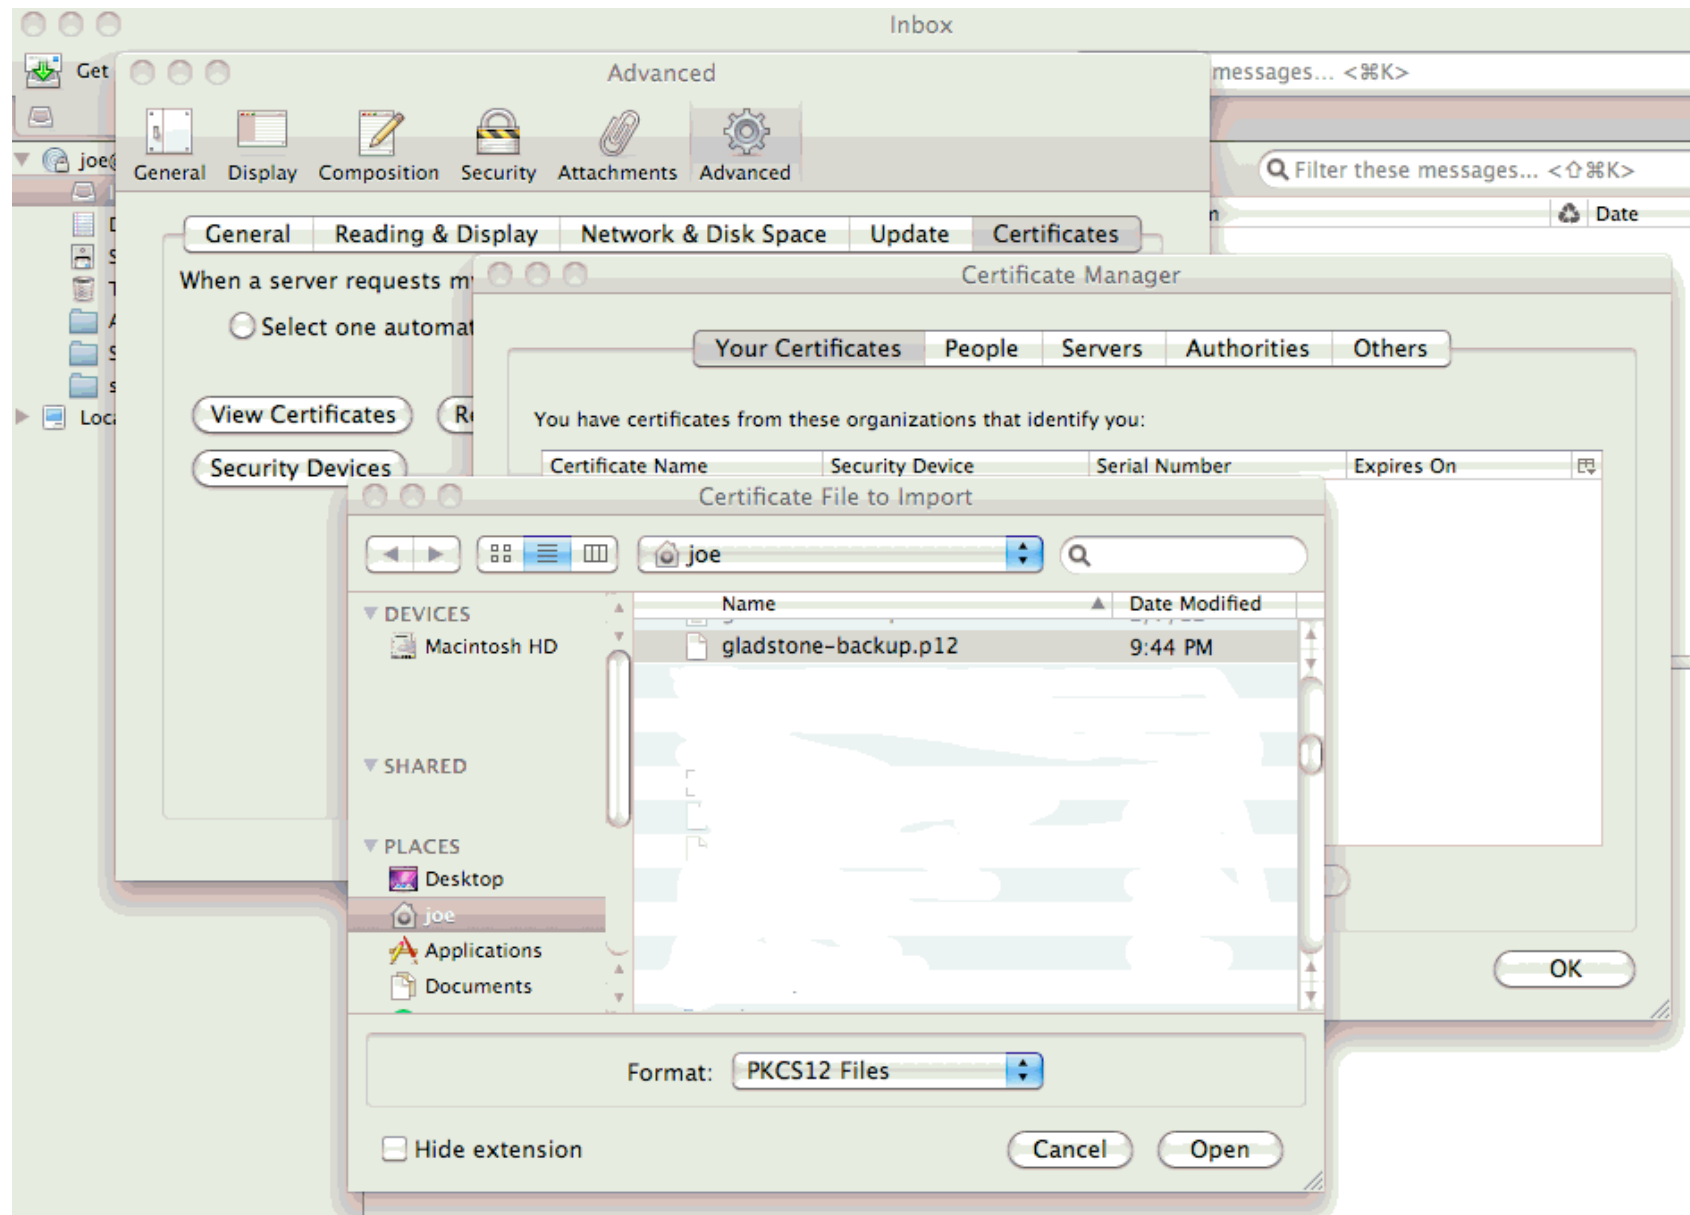 Inbox
Get
Advanced
messages... <⌘K>
General Display Composition Security Attachments Advanced
joe@
Filter these messages... <⇧⌘K>
Date
General Reading & Display Network & Disk Space Update Certificates
When a server requests my
Select one automat
Certificate Manager
Your Certificates People Servers Authorities Others
View Certificates
You have certificates from these organizations that identify you:
Security Devices
Certificate Name Security Device Serial Number Expires On
Certificate File to Import
joe
Name Date Modified
DEVICES
Macintosh HD
gladstone-backup.p12 9:44 PM
SHARED
PLACES
Desktop
joe
Applications
Documents
OK
Format: PKCS12 Files
Hide extension
Cancel Open